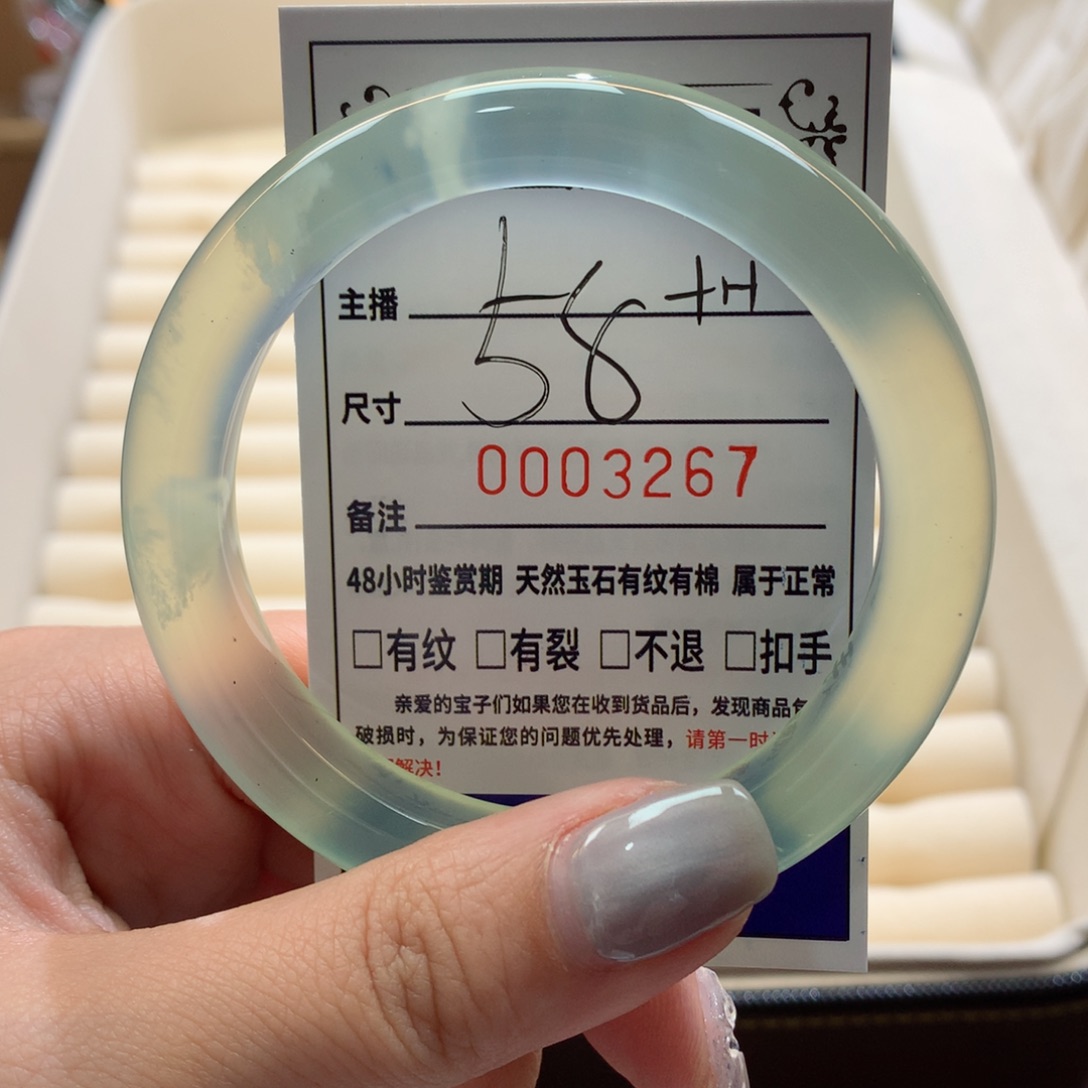 主播
58+H
尺寸
0003267
备注
48小时鉴赏期 天然玉石有纹有棉 属于正常
□有纹 □有裂 □不退 □扣手
亲爱的宝子们如果您在收到货品后，发现商品
破损时，为保证您的问题优先处理，请第一时
解决！